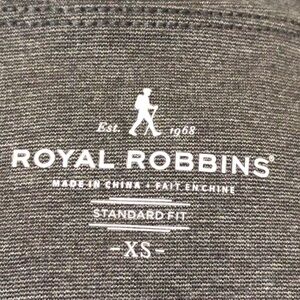 Est. 1968
ROYAL ROBBINS®
MADE IN CHINA • FAIT EN CHINE
STANDARD FIT
-XS-